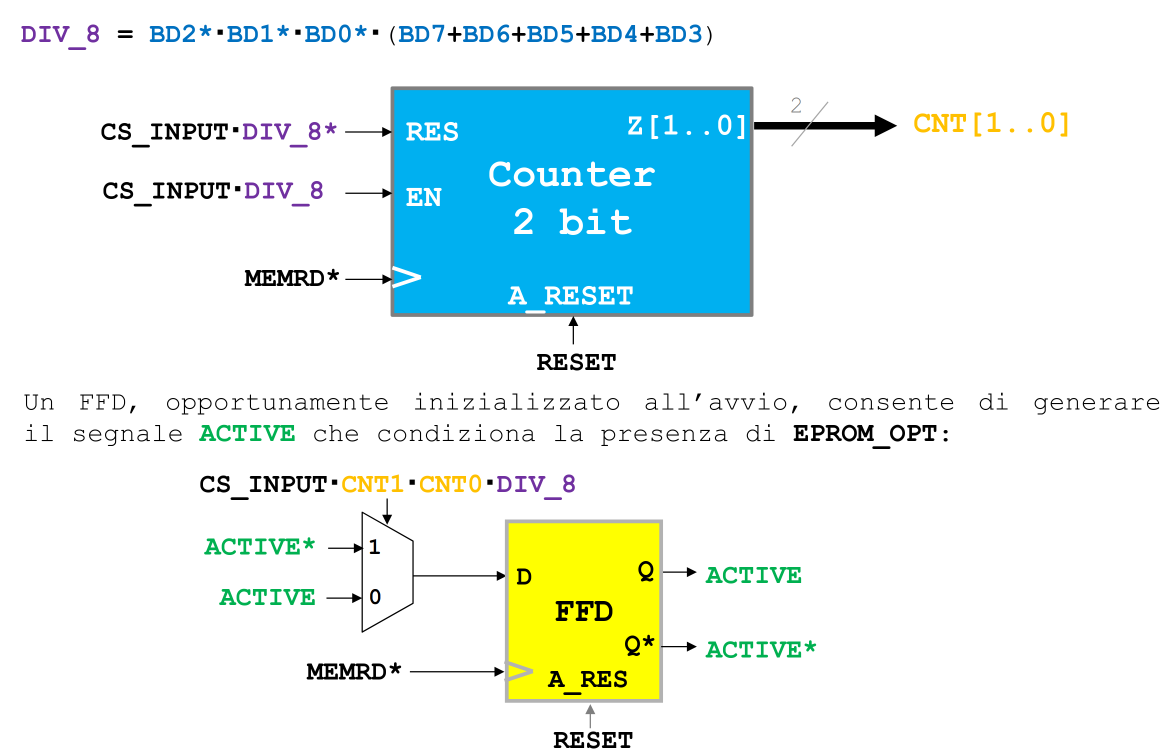 DIV_8 = BD2*·BD1*·BD0*·(BD7+BD6+BD5+BD4+BD3)
CS_INPUT·DIV_8*
RES
Z[1..0]
2
CNT[1..0]
Counter
2 bit
CS_INPUT·DIV_8
EN
MEMRD*
A_RESET
RESET
Un FFD, opportunamente inizializzato all’avvio, consente di generare
il segnale ACTIVE che condiziona la presenza di EPROM_OPT:
CS_INPUT·CNT1·CNT0·DIV_8
ACTIVE*
1
ACTIVE
0
D
Q
ACTIVE
FFD
Q*
ACTIVE*
MEMRD*
A_RES
RESET